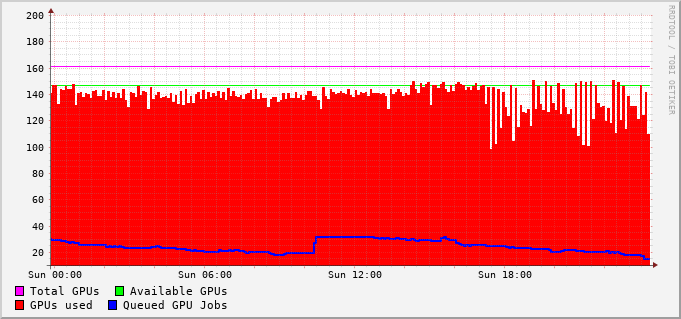 200
180
160
140
120
100
80
60
40
20
Sun 00:00 Sun 06:00 Sun 12:00 Sun 18:00
Total GPUs Available GPUs
GPUs used Queued GPU Jobs
RRDTOOL / TOBI OETIKER